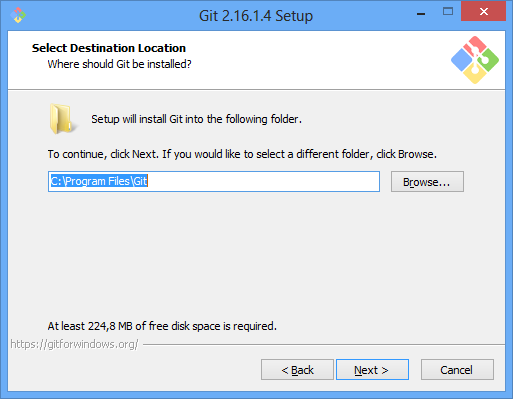 Git 2.16.1.4 Setup
Select Destination Location
Where should Git be installed?
Setup will install Git into the following folder.
To continue, click Next. If you would like to select a different folder, click Browse.
C:\Program Files\Git
Browse...
At least 224,8 MB of free disk space is required.
https://gitforwindows.org/
< Back
Next >
Cancel